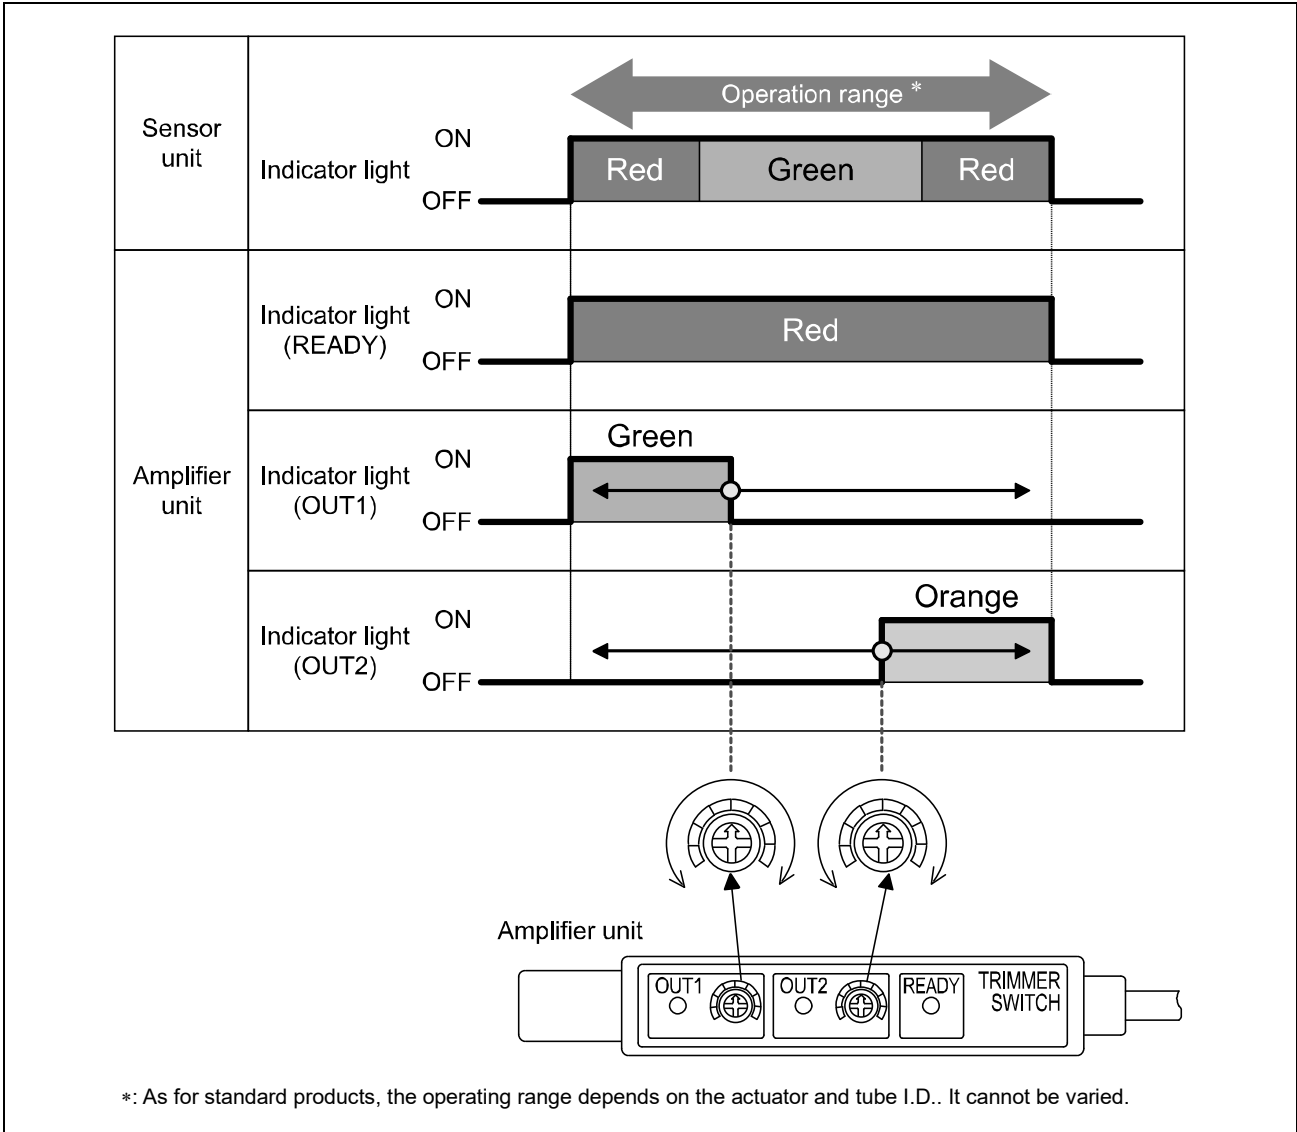 Operation range *
Sensor
unit
Indicator light
ON
OFF
Red
Green
Red
Amplifier
unit
Indicator light
(READY)
ON
OFF
Red
Indicator light
(OUT1)
ON
OFF
Green
Indicator light
(OUT2)
ON
OFF
Orange
Amplifier unit
OUT1
OUT2
READY
TRIMMER
SWITCH
*: As for standard products, the operating range depends on the actuator and tube I.D.. It cannot be varied.